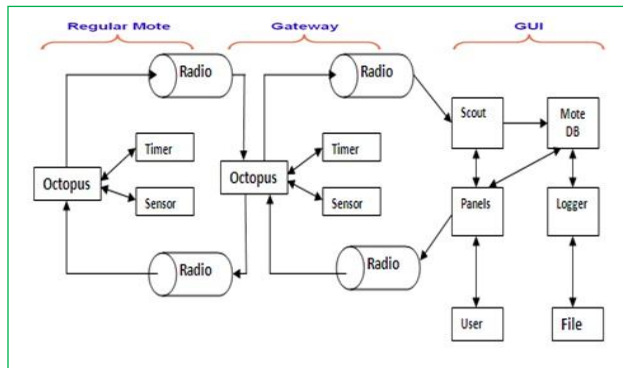 Regular Mote
Gateway
GUI
Radio
Radio
Scout
Mote
DB
Timer
Timer
Octopus
Octopus
Sensor
Sensor
Panels
Logger
Radio
Radio
User
File